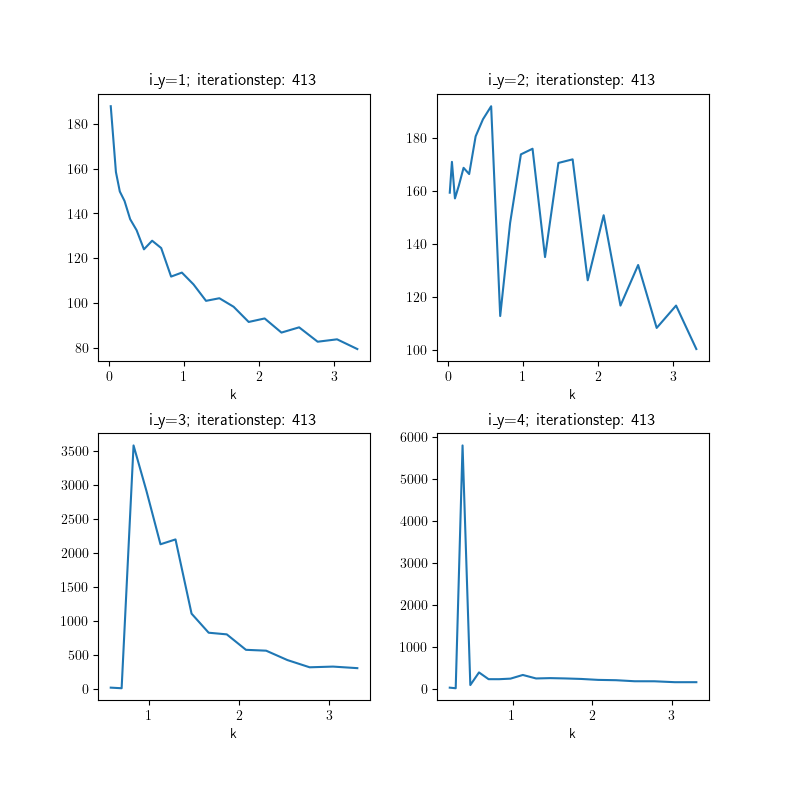 i_y=1; iterationstep: 413
180
160
140
120
100
80
0 1 2 3
k
i_y=2; iterationstep: 413
180
160
140
120
100
0 1 2 3
k
i_y=3; iterationstep: 413
3500
3000
2500
2000
1500
1000
500
0
1 2 3
k
i_y=4; iterationstep: 413
6000
5000
4000
3000
2000
1000
0
1 2 3
k